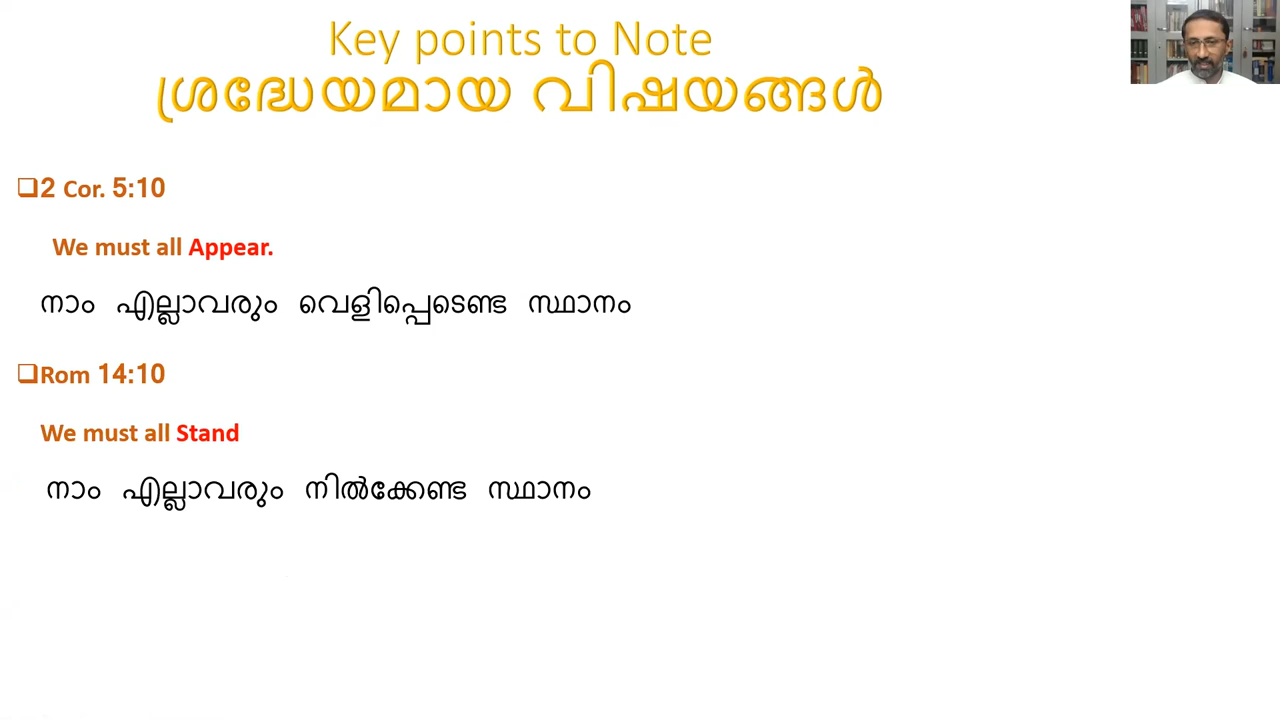 Key points to Note
ശ്രദ്ധേയമായ വിഷയങ്ങൾ
❑2 Cor. 5:10
We must all Appear.
നാം എല്ലാവരും വെളിപ്പെടെണ്ട സ്ഥാനം
❑Rom 14:10
We must all Stand
നാം എല്ലാവരും നിൽക്കേണ്ട സ്ഥാനം